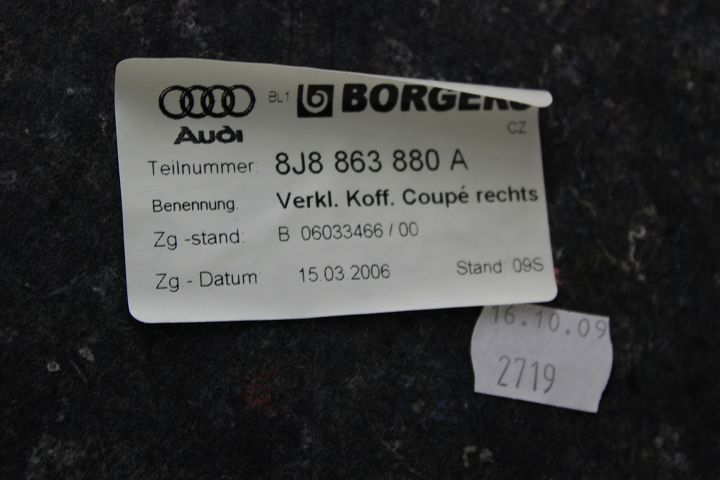 BL1 BORGERS
Audi
CZ
Teilnummer: 8J8 863 880 A
Benennung. Verkl. Koff. Coupé rechts
Zg -stand: B 06033466 / 00
Zg - Datum 15.03.2006 Stand: 09S
16.10.09
2719